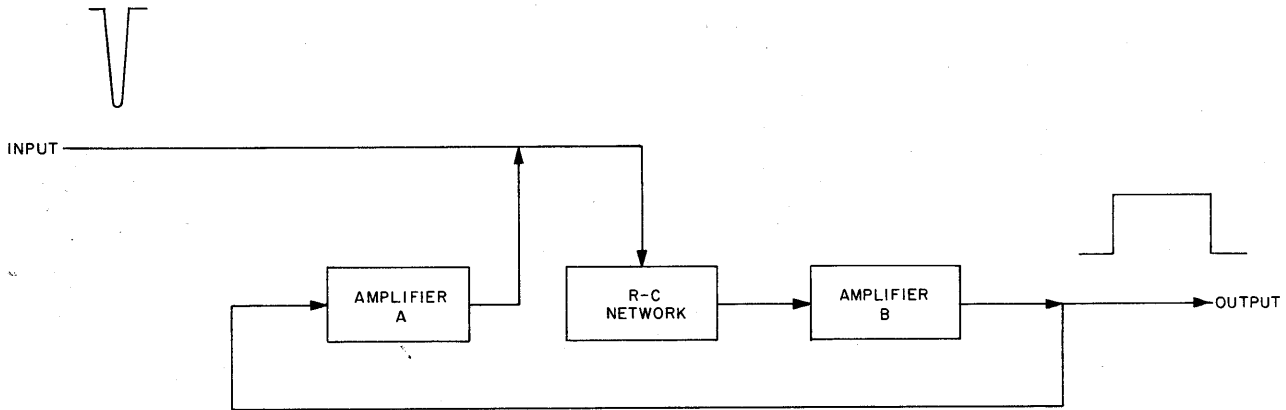 INPUT
AMPLIFIER
A
R-C
NETWORK
AMPLIFIER
B
OUTPUT